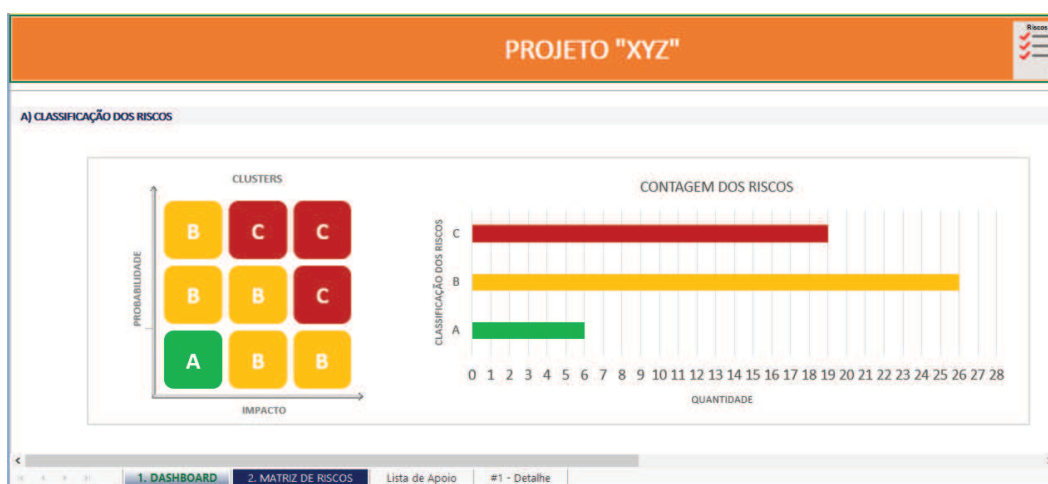 PROJETO "XYZ"
Riscos
A) CLASSIFICAÇÃO DOS RISCOS
CLUSTERS
PROBABILIDADE
B C C
B B C
A B B
IMPACTO
CONTAGEM DOS RISCOS
CLASSIFICAÇÃO DOS RISCOS
C
B
A
0 1 2 3 4 5 6 7 8 9 10 11 12 13 14 15 16 17 18 19 20 21 22 23 24 25 26 27 28
QUANTIDADE
1. DASHBOARD 2. MATRIZ DE RISCOS Lista de Apoio #1 - Detalhe